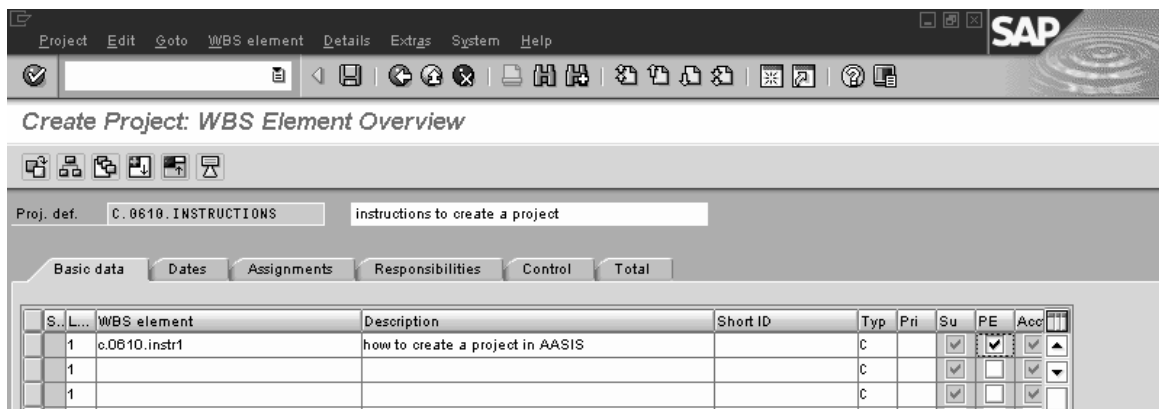 Project Edit Goto WBS element Details Extras System Help
SAP
Create Project: WBS Element Overview
Proj. def. C.0610.INSTRUCTIONS instructions to create a project
Basic data Dates Assignments Responsibilities Control Total
S.. L... WBS element Description Short ID Typ Pri Su PE Acc
1 c.0610.instr1 how to create a project in AASIS C
1 C
1 C